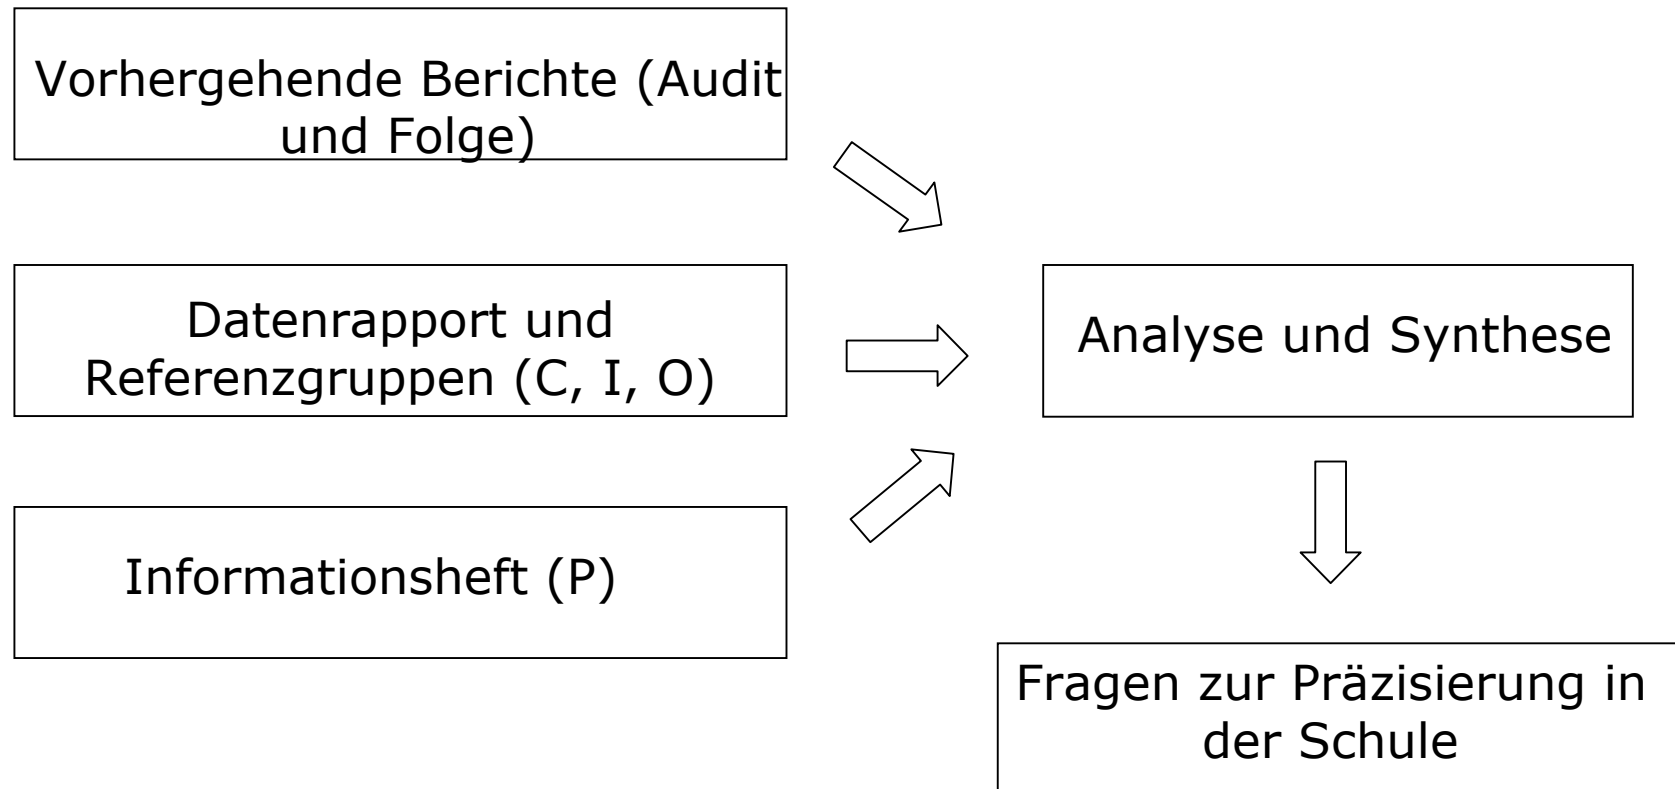 Vorhergehende Berichte (Audit
und Folge)
Datenrapport und
Referenzgruppen (C, I, O)
Informationsheft (P)
Analyse und Synthese
Fragen zur Präzisierung in
der Schule